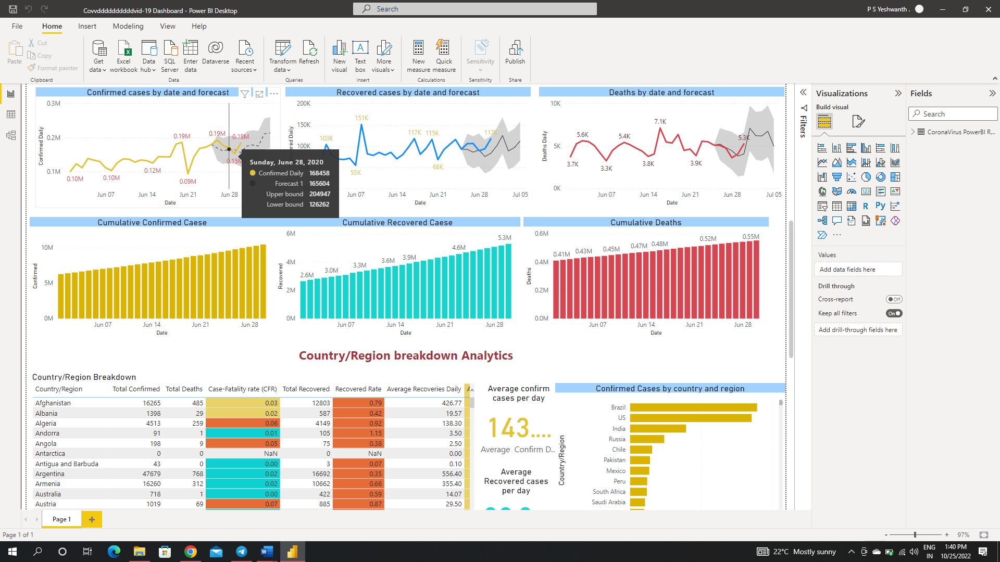 Covvddddddddddvid-19 Dashboard - Power BI Desktop
Search
P S Yeshwanth .
File Home Insert Modeling View Help
Paste
Cut
Copy
Format painter
Clipboard
Get data
Excel workbook
Data hub
SQL Server
Enter data
Dataverse
Recent sources
Data
Transform data
Refresh
Queries
New visual
Text box
More visuals
Insert
New measure
Quick measure
Calculations
Sensitivity
Sensitivity
Publish
Share
Confirmed cases by date and forecast
Confirmed Daily
0.3M
0.2M
0.1M
0.10M
0.10M
0.12M
0.19M
0.09M
0.19M
0.18M
0.15M
Jun 07 Jun 14 Jun 21 Jun 28
Date
Sunday, June 28, 2020
Confirmed Daily 168458
Forecast 1 165604
Upper bound 204947
Lower bound 126262
Recovered cases by date and forecast
200K
150K
100K
103K
151K
55K
117K
115K
68K
117K
Jun 07 Jun 14 Jun 21 Jun 28 Jul 05
Date
Deaths by date and forecast
Deaths Daily
10K
5K
0K
3.7K
5.6K
3.3K
5.4K
3.8K
7.1K
3.9K
5.3K
Jun 07 Jun 14 Jun 21 Jun 28 Jul 05
Date
Cumulative Confirmed Caese
Confirmed
10M
5M
0M
Jun 07 Jun 14 Jun 21 Jun 28
Date
Cumulative Recovered Caese
Recovered
6M
4M
2M
0M
2.6M
3.0M
3.3M
3.6M
3.9M
4.6M
5.3M
Jun 07 Jun 14 Jun 21 Jun 28
Date
Cumulative Deaths
Deaths
0.6M
0.4M
0.2M
0.0M
0.41M
0.43M
0.45M
0.47M
0.48M
0.52M
0.55M
Jun 07 Jun 14 Jun 21 Jun 28
Date
Country/Region breakdown Analytics
Country/Region Breakdown
Country/Region Total Confirmed Total Deaths Case-Fatality rate (CFR) Total Recovered Recovered Rate Average Recoveries Daily
Afghanistan 16265 485 0.03 12803 0.79 426.77
Albania 1398 29 0.02 587 0.42 19.57
Algeria 4513 259 0.06 4149 0.92 138.30
Andorra 91 1 0.01 105 1.15 3.50
Angola 198 9 0.05 75 0.38 2.50
Antarctica 0 0 NaN 0 NaN 0.00
Antigua and Barbuda 43 0 0.00 3 0.07 0.10
Argentina 47679 768 0.02 16692 0.35 556.40
Armenia 16260 312 0.02 10662 0.66 355.40
Australia 718 1 0.00 422 0.59 14.07
Austria 1019 69 0.07 885 0.87 29.50
Average confirm
cases per day
143....
Average Confirm D..
Average
Recovered cases
per day
Confirmed Cases by country and region
Country/Region
Brazil
US
India
Russia
Chile
Pakistan
Mexico
Peru
South Africa
Saudi Arabia
Filters
Visualizations
Build visual
123
R
Py
Values
Add data fields here
Drill through
Cross-report Off
Keep all filters On
Add drill-through fields here
Fields
Search
CoronaVirus PowerBI R...
Page 1
+
Page 1 of 1
- + 97%
22°C Mostly sunny
ENG
IN
1:40 PM
10/25/2022